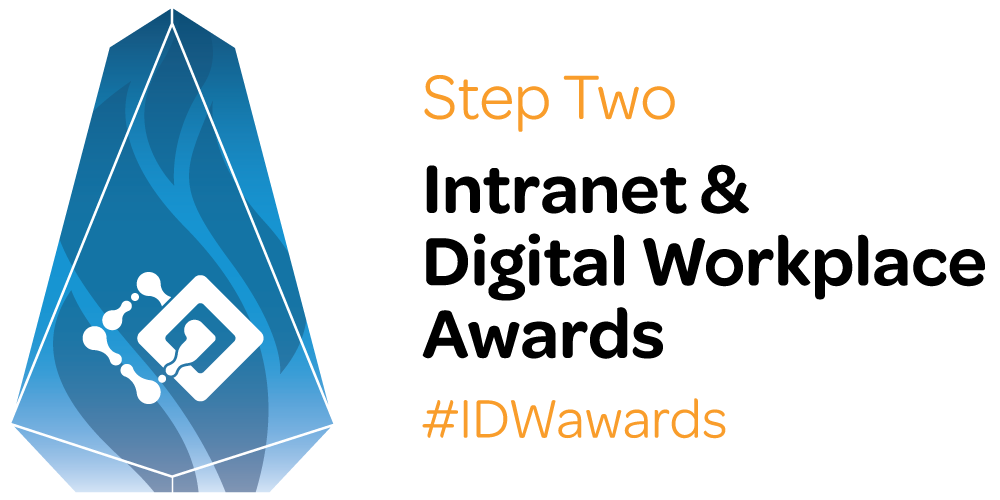 Step Two
Intranet &
Digital Workplace
Awards
#IDWawards